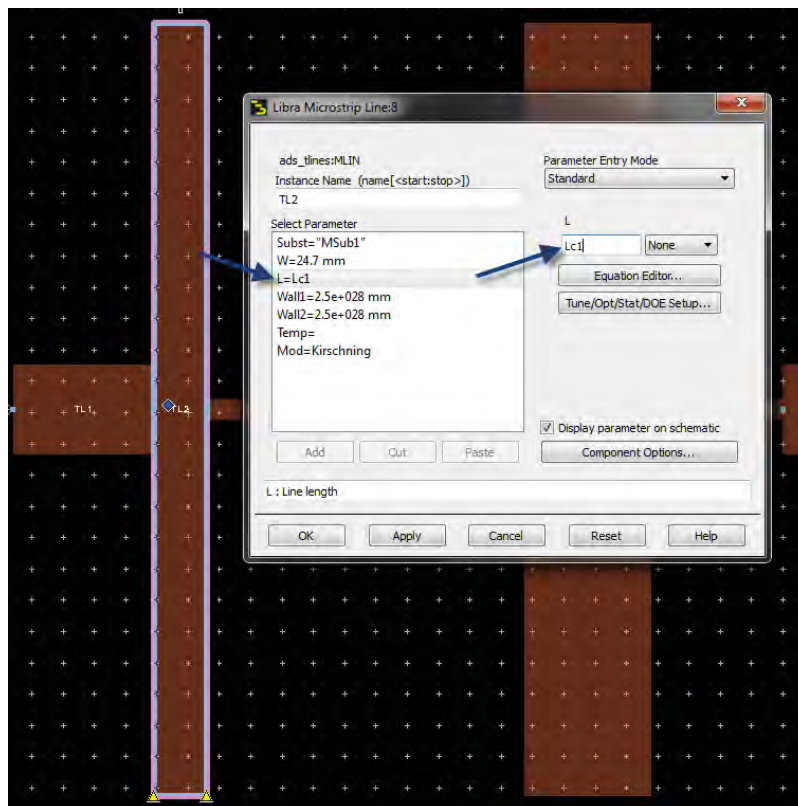 Libra Microstrip Line:8
ads_tlines:MLIN
Instance Name (name[<start:stop>])
TL2
Select Parameter
Subst="MSub1"
W=24.7 mm
L=Lc1
Wall1=2.5e+028 mm
Wall2=2.5e+028 mm
Temp=
Mod=Kirschning
Add
Cut
Paste
Parameter Entry Mode
Standard
L
Lc1
None
Equation Editor...
Tune/Opt/Stat/DOE Setup...
Display parameter on schematic
Component Options...
L : Line length
OK
Apply
Cancel
Reset
Help
TL1
TL2